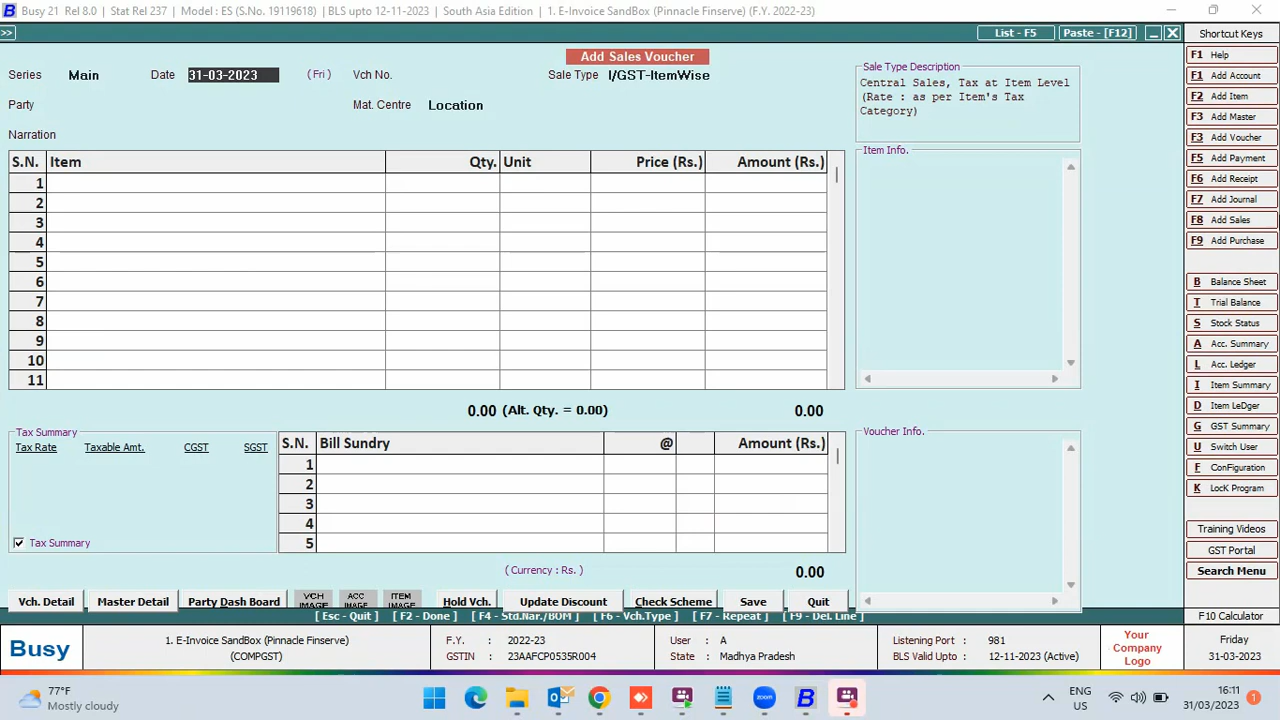 Busy 21 Rel 8.0 | Stat Rel 237 | Model : ES (S.No. 19119618) | BLS upto 12-11-2023 | South Asia Edition | 1. E-Invoice SandBox (Pinnacle Finserve) (F.Y. 2022-23)
>> List - F5 Paste - [F12] Shortcut Keys
Add Sales Voucher
Series Main Date 31-03-2023 (Fri) Vch No. Sale Type I/GST-ItemWise
Party Mat. Centre Location
Narration
Sale Type Description
Central Sales, Tax at Item Level
(Rate : as per Item's Tax
Category)
S.N. Item Qty. Unit Price (Rs.) Amount (Rs.)
1
2
3
4
5
6
7
8
9
10
11
0.00 (Alt. Qty. = 0.00) 0.00
Item Info.
Tax Summary
Tax Rate Taxable Amt. CGST SGST
Tax Summary
S.N. Bill Sundry @ Amount (Rs.)
1
2
3
4
5
( Currency : Rs. ) 0.00
Voucher Info.
Vch. Detail Master Detail Party Dash Board VCH IMAGE ACC IMAGE ITEM IMAGE Hold Vch. Update Discount Check Scheme Save Quit
[ Esc - Quit ] [ F2 - Done ] [ F4 - Std.Nar./BOM ] [ F6 - Vch.Type ] [ F7 - Repeat ] [ F9 - Del. Line ]
F1 Help
F1 Add Account
F2 Add Item
F3 Add Master
F3 Add Voucher
F5 Add Payment
F6 Add Receipt
F7 Add Journal
F8 Add Sales
F9 Add Purchase
B Balance Sheet
T Trial Balance
S Stock Status
A Acc. Summary
L Acc. Ledger
I Item Summary
D Item LeDger
G GST Summary
U Switch User
F ConFiguration
K LocK Program
Training Videos
GST Portal
Search Menu
F10 Calculator
Busy
1. E-Invoice SandBox (Pinnacle Finserve)
(COMPGST)
F.Y. : 2022-23
GSTIN : 23AAFCP0535R004
User : A
State : Madhya Pradesh
Listening Port : 981
BLS Valid Upto : 12-11-2023 (Active)
Your
Company
Logo
Friday
31-03-2023
77°F
Mostly cloudy
zoom
ENG
US
16:11
31/03/2023
1